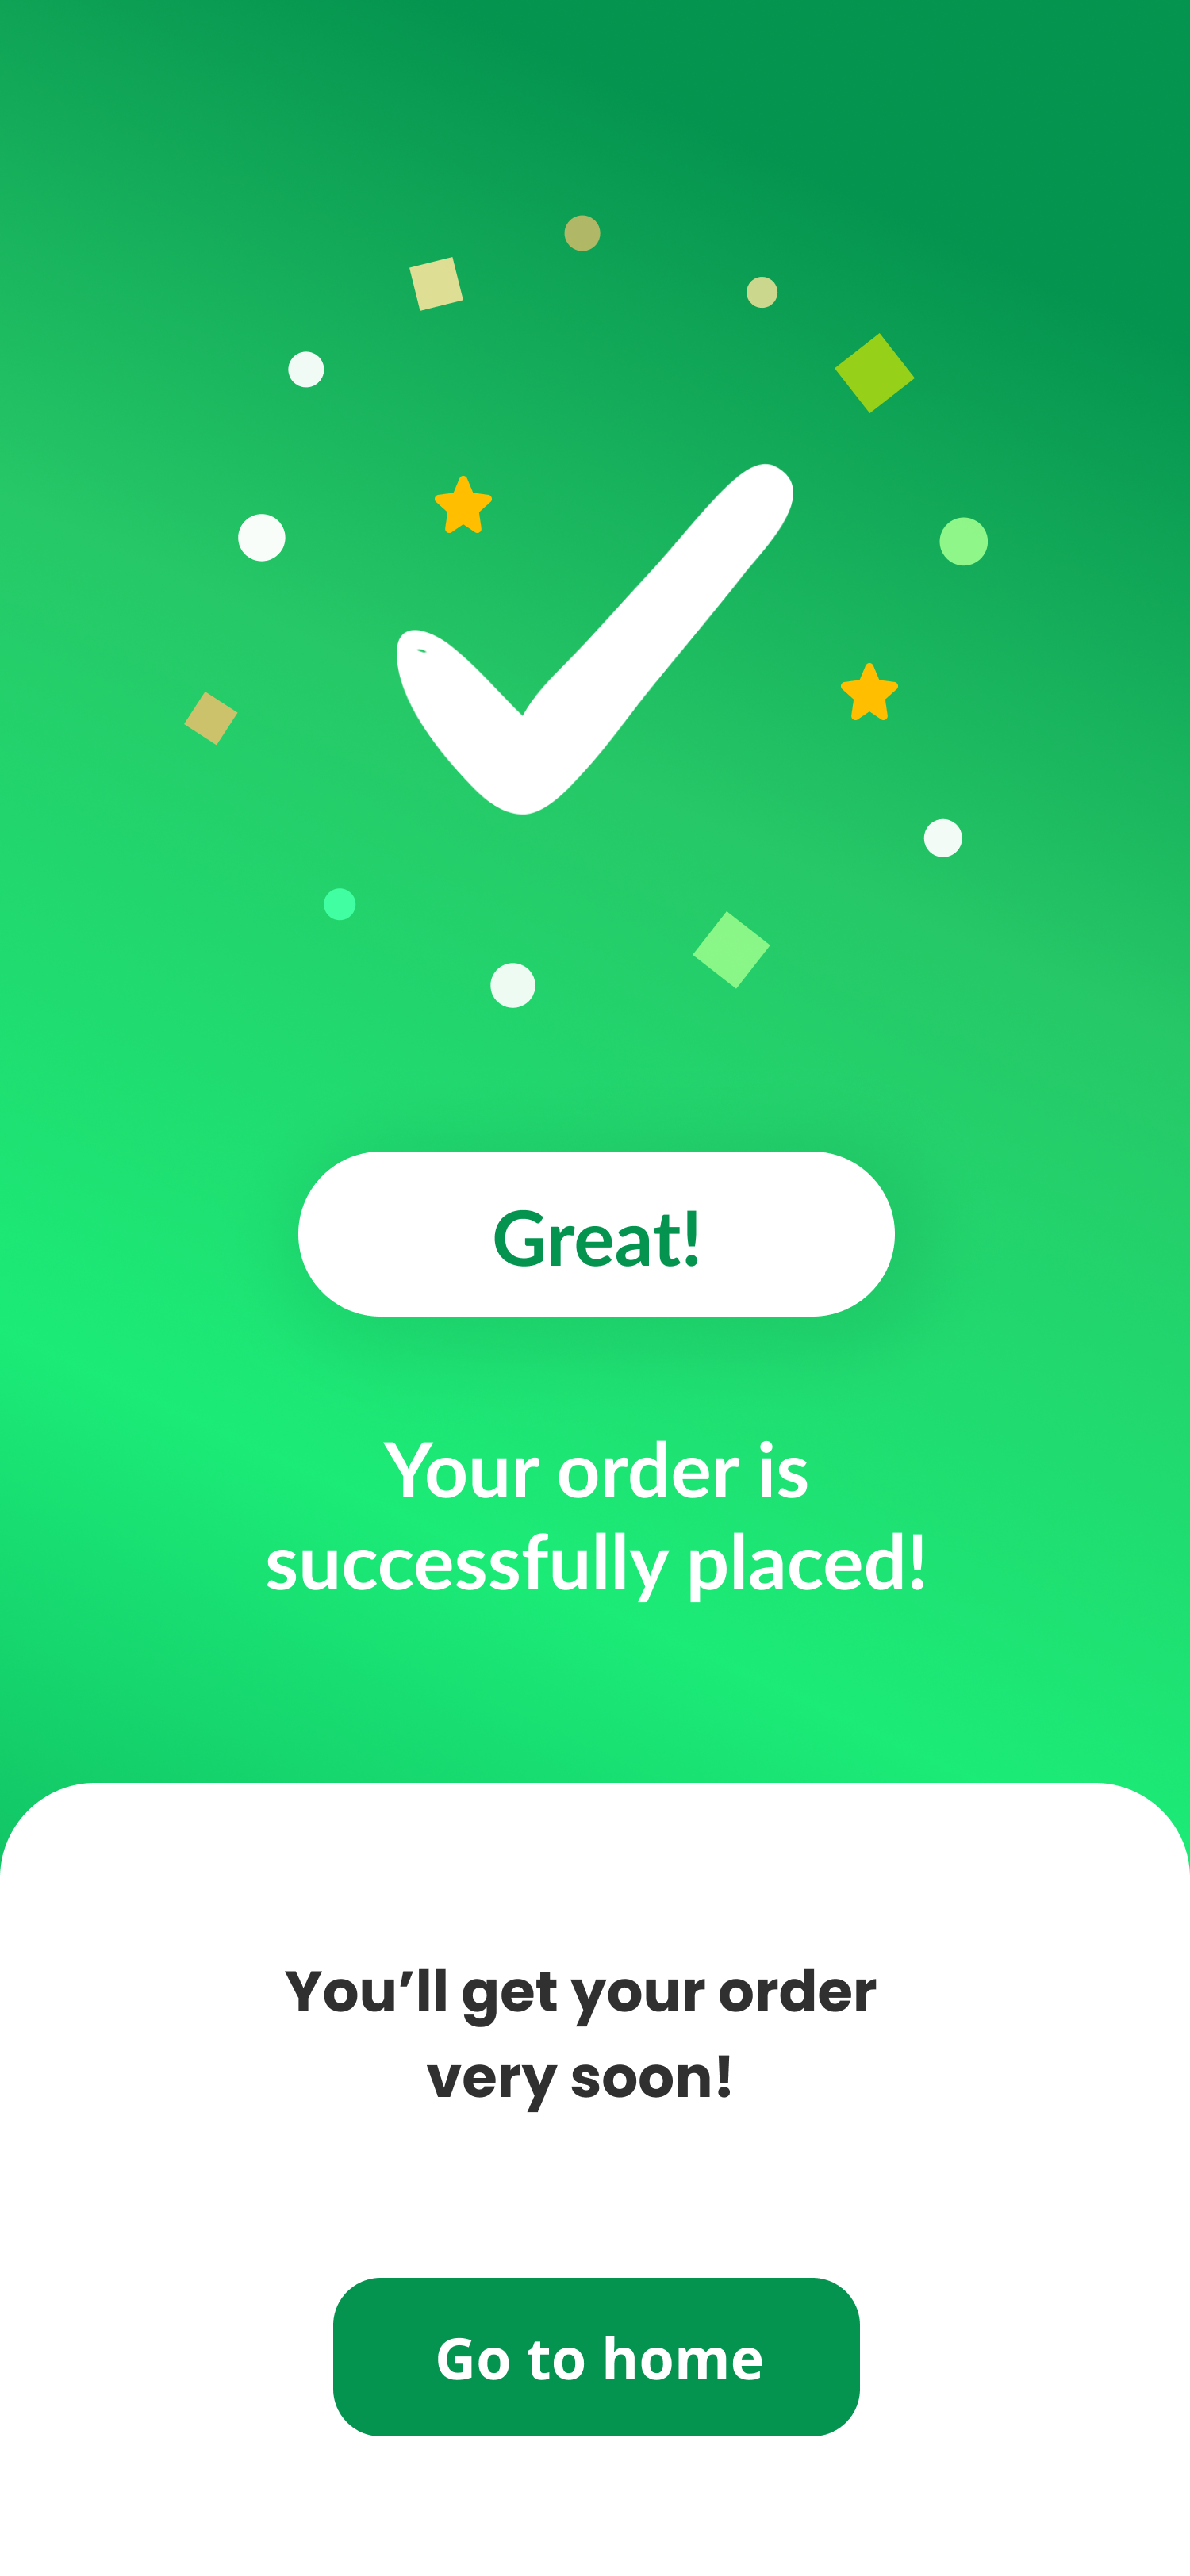 Great!
Your order is
successfully placed!
You’ll get your order
very soon!
Go to home